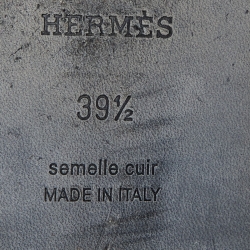 HERMÈS
39½
semelle cuir
MADE IN ITALY